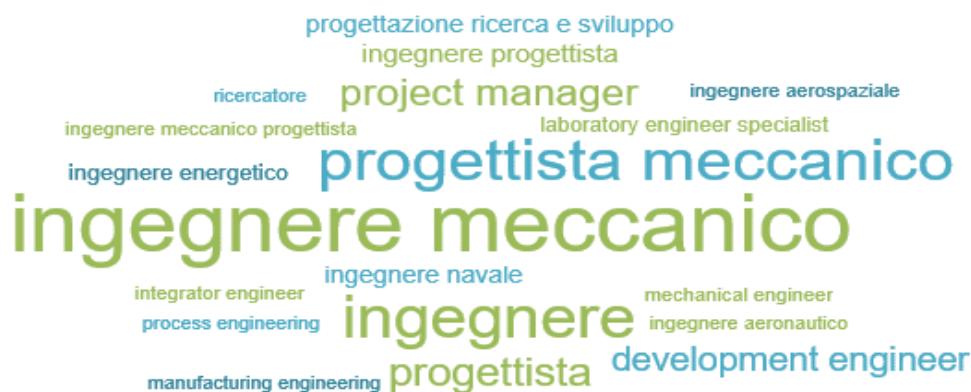 progettazione ricerca e sviluppo
ingegnere progettista
ricercatore
project manager
ingegnere aerospaziale
ingegnere meccanico progettista
laboratory engineer specialist
ingegnere energetico
progettista meccanico
ingegnere meccanico
ingegnere navale
integrator engineer
mechanical engineer
process engineering
ingegnere
ingegnere aeronautico
manufacturing engineering
progettista
development engineer